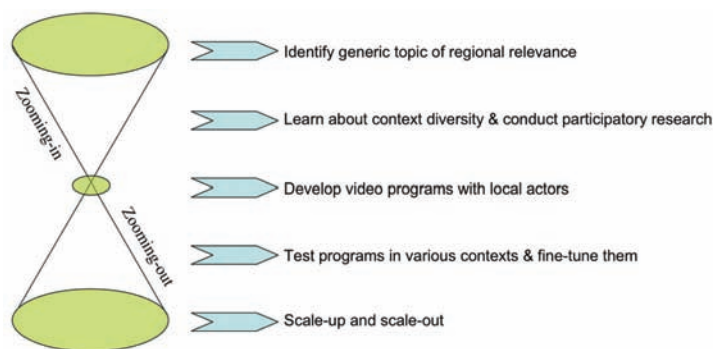 Identify generic topic of regional relevance
Zooming-in
Learn about context diversity & conduct participatory research
Develop video programs with local actors
Zooming-out
Test programs in various contexts & fine-tune them
Scale-up and scale-out